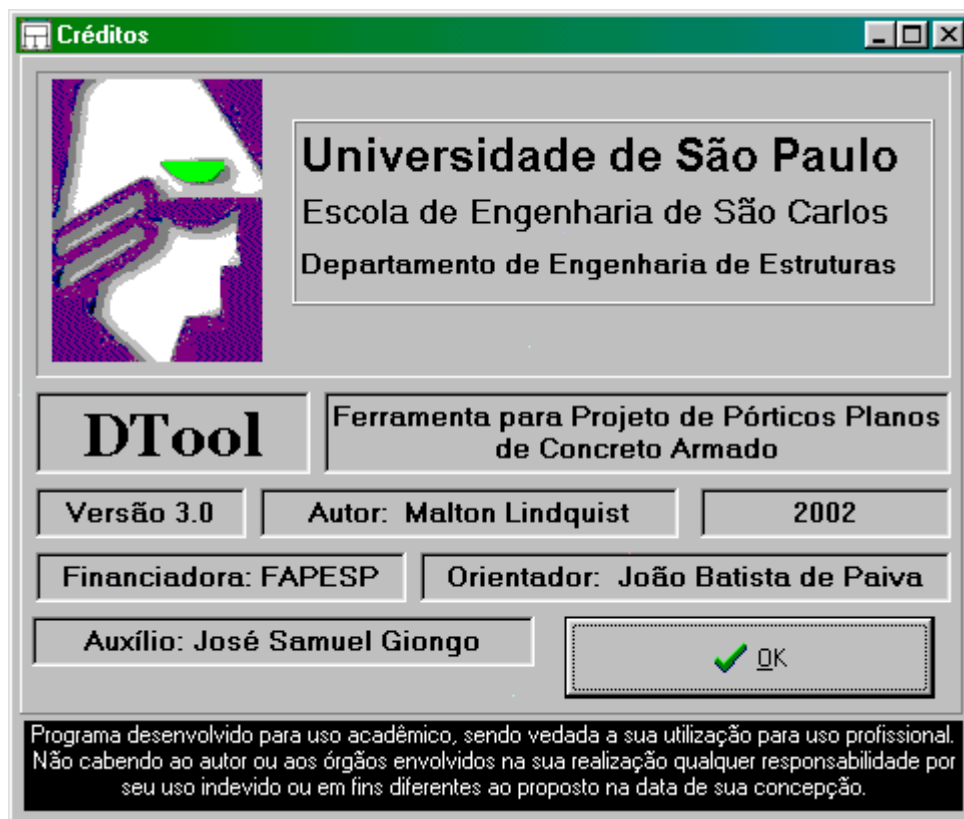 Créditos
Universidade de São Paulo
Escola de Engenharia de São Carlos
Departamento de Engenharia de Estruturas
DTool
Ferramenta para Projeto de Pórticos Planos
de Concreto Armado
Versão 3.0
Autor: Malton Lindquist
2002
Financiadora: FAPESP
Orientador: João Batista de Paiva
Auxílio: José Samuel Giongo
OK
Programa desenvolvido para uso acadêmico, sendo vedada a sua utilização para uso profissional.
Não cabendo ao autor ou aos órgãos envolvidos na sua realização qualquer responsabilidade por
seu uso indevido ou em fins diferentes ao proposto na data de sua concepção.